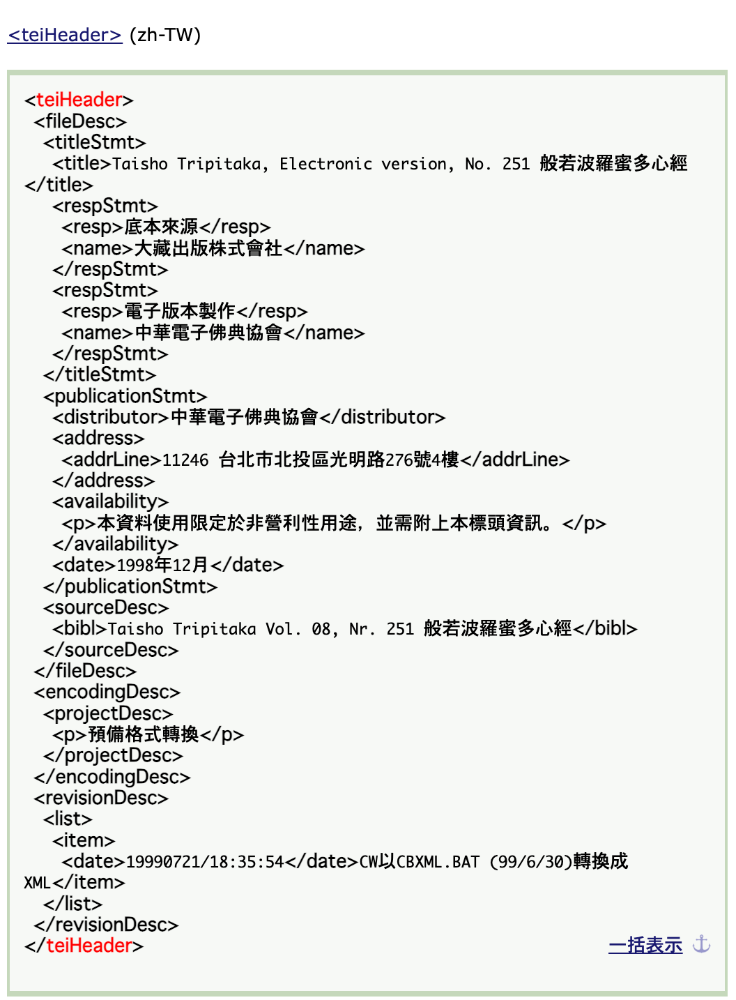 <teiHeader> (zh-TW)
<teiHeader>
<fileDesc>
<titleStmt>
<title>Taisho Tripitaka, Electronic version, No. 251 般若波羅蜜多心經
</title>
<respStmt>
<resp>底本來源</resp>
<name>大藏出版株式會社</name>
</respStmt>
<respStmt>
<resp>電子版本製作</resp>
<name>中華電子佛典協會</name>
</respStmt>
</titleStmt>
<publicationStmt>
<distributor>中華電子佛典協會</distributor>
<address>
<addrLine>11246 台北市北投區光明路276號4樓</addrLine>
</address>
<availability>
<p>本資料使用限定於非營利性用途，並需附上本標頭資訊。</p>
</availability>
<date>1998年12月</date>
</publicationStmt>
<sourceDesc>
<bibl>Taisho Tripitaka Vol. 08, Nr. 251 般若波羅蜜多心經</bibl>
</sourceDesc>
</fileDesc>
<encodingDesc>
<projectDesc>
<p>預備格式轉換</p>
</projectDesc>
</encodingDesc>
<revisionDesc>
<list>
<item>
<date>19990721/18:35:54</date>CW以CBXML.BAT (99/6/30)轉換成
XML</item>
</list>
</revisionDesc>
</teiHeader>
一括表示 ⚓